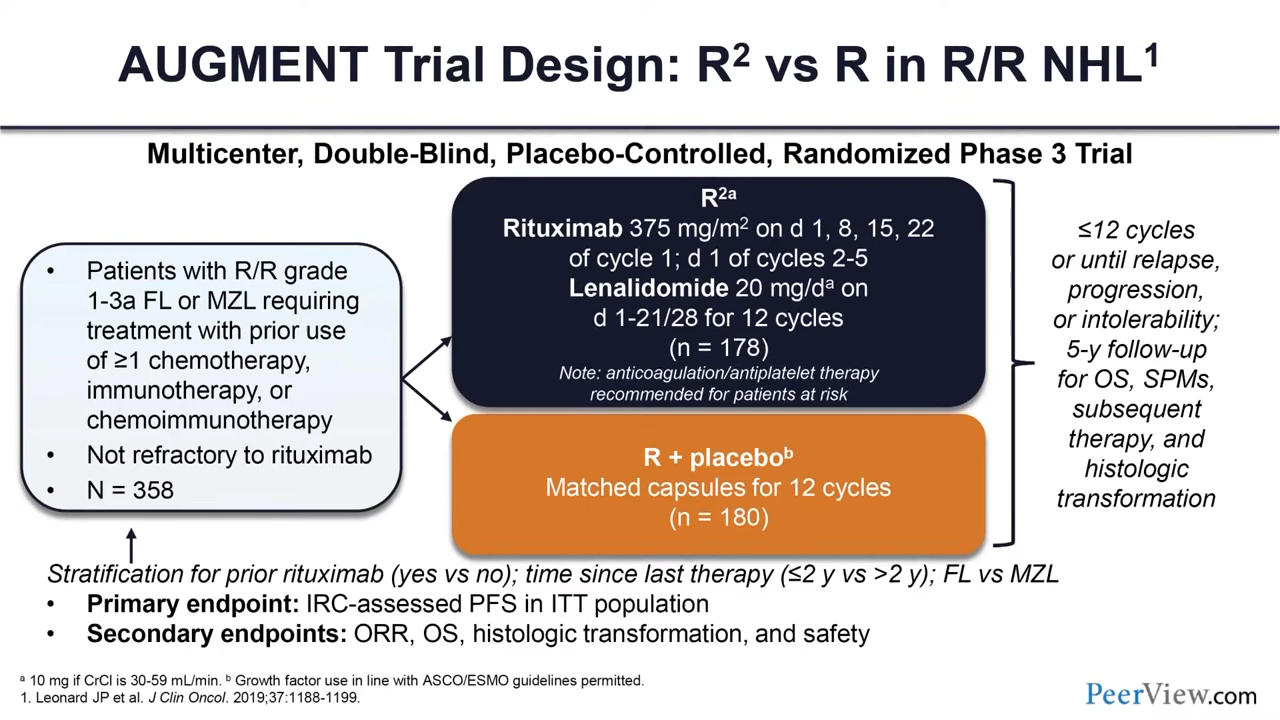 AUGMENT Trial Design: R² vs R in R/R NHL¹
Multicenter, Double-Blind, Placebo-Controlled, Randomized Phase 3 Trial
• Patients with R/R grade
1-3a FL or MZL requiring
treatment with prior use
of ≥1 chemotherapy,
immunotherapy, or
chemoimmunotherapy
• Not refractory to rituximab
• N = 358
R²ᵃ
Rituximab 375 mg/m² on d 1, 8, 15, 22
of cycle 1; d 1 of cycles 2-5
Lenalidomide 20 mg/dᵃ on
d 1-21/28 for 12 cycles
(n = 178)
Note: anticoagulation/antiplatelet therapy
recommended for patients at risk
R + placeboᵇ
Matched capsules for 12 cycles
(n = 180)
≤12 cycles
or until relapse,
progression,
or intolerability;
5-y follow-up
for OS, SPMs,
subsequent
therapy, and
histologic
transformation
Stratification for prior rituximab (yes vs no); time since last therapy (≤2 y vs >2 y); FL vs MZL
• Primary endpoint: IRC-assessed PFS in ITT population
• Secondary endpoints: ORR, OS, histologic transformation, and safety
ᵃ 10 mg if CrCl is 30-59 mL/min. ᵇ Growth factor use in line with ASCO/ESMO guidelines permitted.
1. Leonard JP et al. J Clin Oncol. 2019;37:1188-1199.
PeerView.com